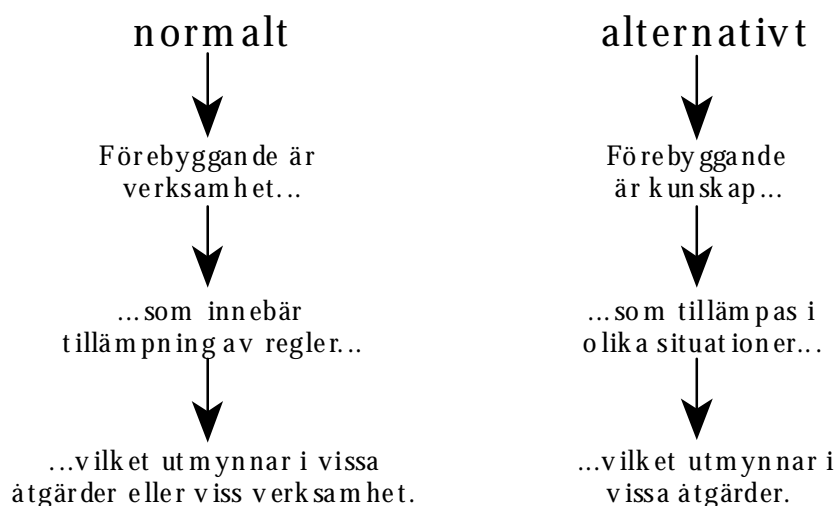 normalt
Förebyggande är
verksamhet...
...som innebär
tillämpning av regler...
...vilket utmynnar i vissa
åtgärder eller viss verksamhet.
alternativt
Förebyggande
är kunskap...
...som tillämpas i
olika situationer...
...vilket utmynnar i
vissa åtgärder.